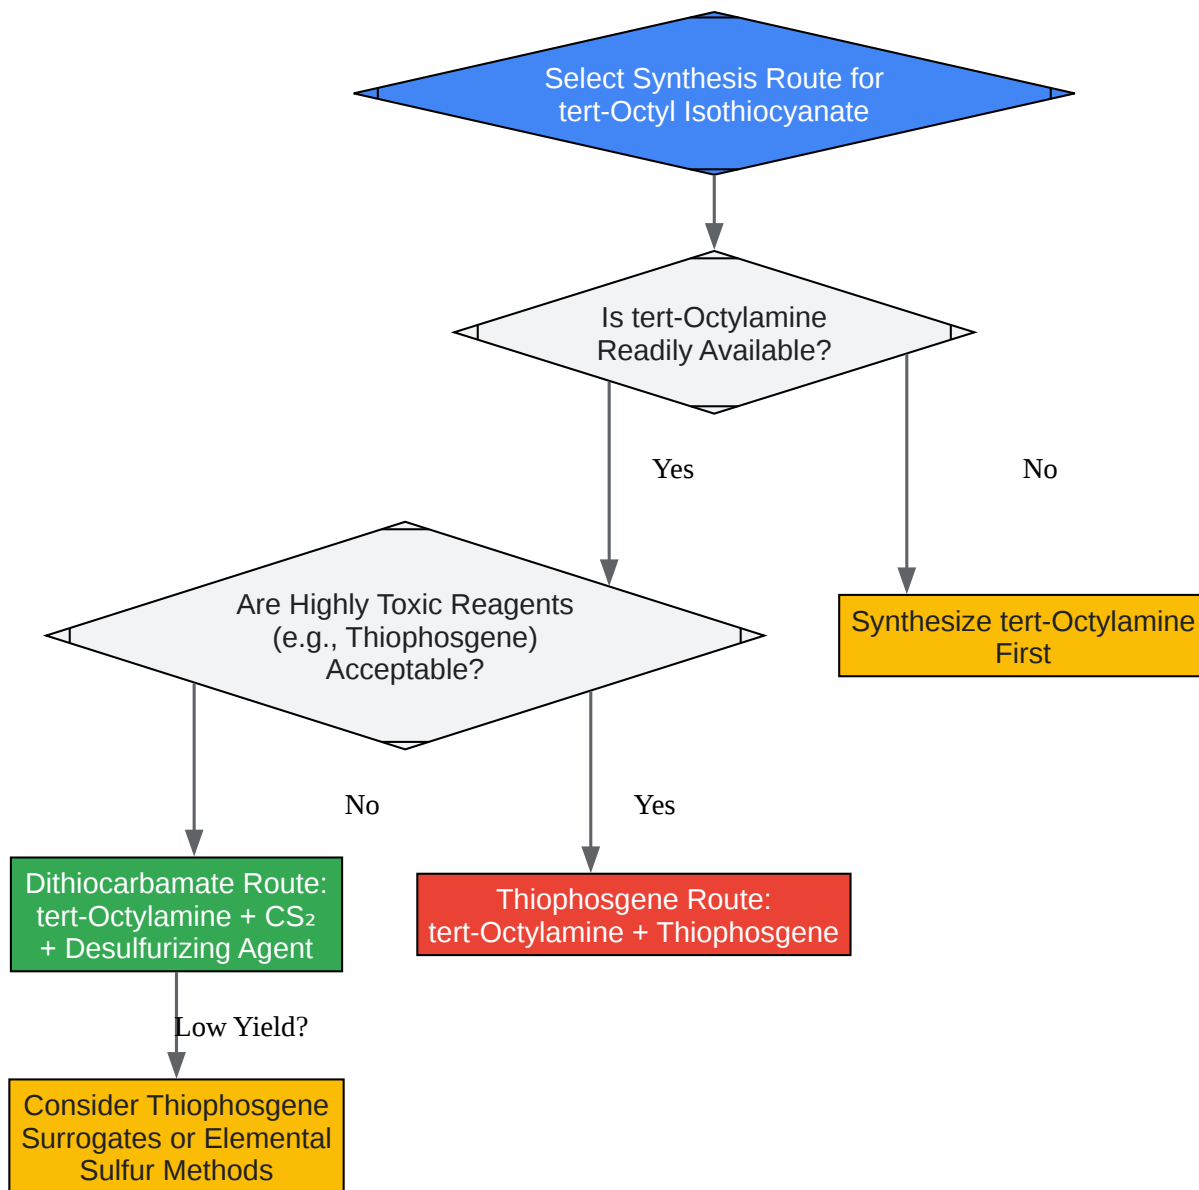 Select Synthesis Route for
tert-Octyl Isothiocyanate
Is tert-Octylamine
Readily Available?
Yes
No
Are Highly Toxic Reagents
(e.g., Thiophosgene)
Acceptable?
Synthesize tert-Octylamine
First
No
Yes
Dithiocarbamate Route:
tert-Octylamine + CS₂
+ Desulfurizing Agent
Thiophosgene Route:
tert-Octylamine + Thiophosgene
Low Yield?
Consider Thiophosgene
Surrogates or Elemental
Sulfur Methods